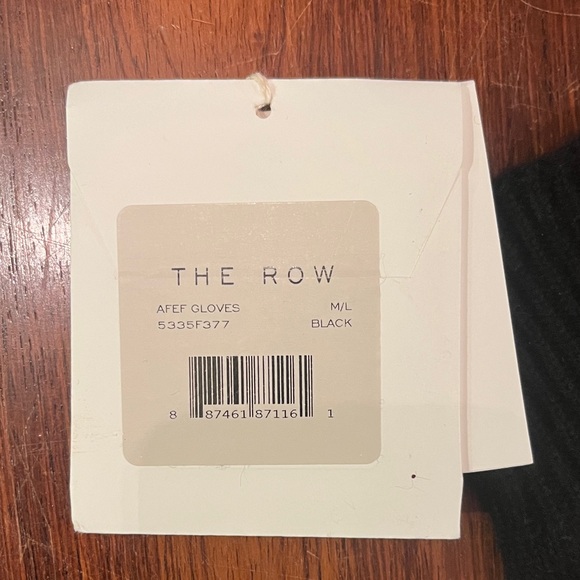 THE ROW
AFEF GLOVES M/L
5335F377 BLACK
8 87461 87116 1